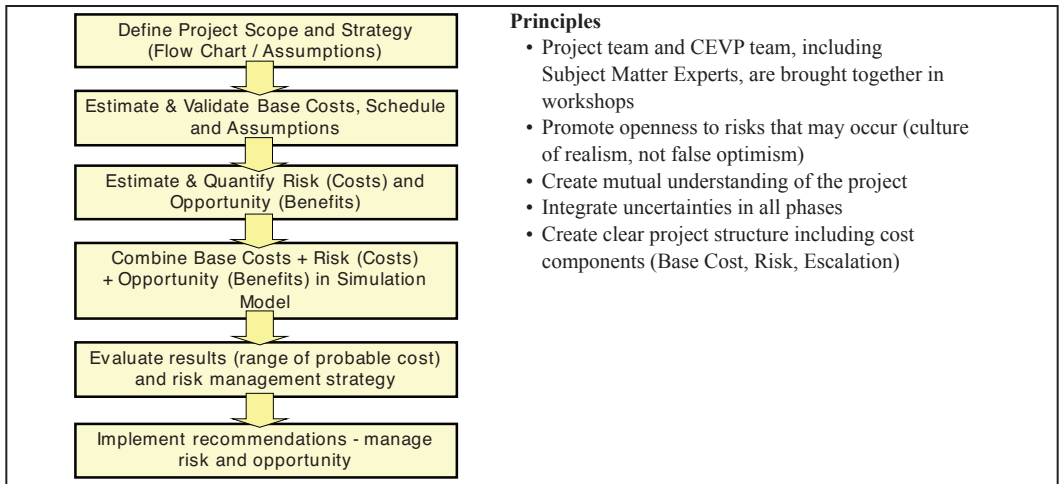 Define Project Scope and Strategy
(Flow Chart / Assumptions)
Estimate & Validate Base Costs, Schedule
and Assumptions
Estimate & Quantify Risk (Costs) and
Opportunity (Benefits)
Combine Base Costs + Risk (Costs)
+ Opportunity (Benefits) in Simulation
Model
Evaluate results (range of probable cost)
and risk management strategy
Implement recommendations - manage
risk and opportunity
Principles
• Project team and CEVP team, including
Subject Matter Experts, are brought together in
workshops
• Promote openness to risks that may occur (culture
of realism, not false optimism)
• Create mutual understanding of the project
• Integrate uncertainties in all phases
• Create clear project structure including cost
components (Base Cost, Risk, Escalation)